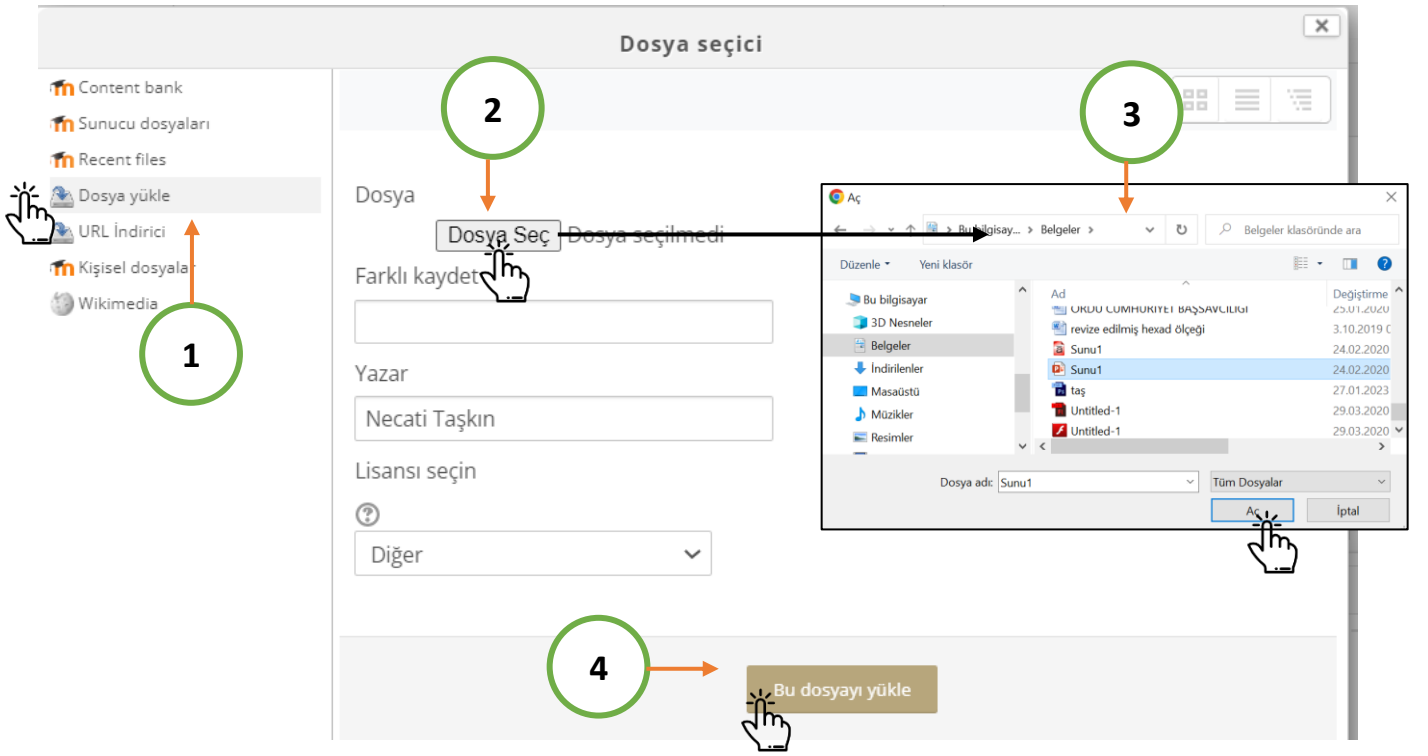 Dosya seçici
Content bank
Sunucu dosyaları
Recent files
Dosya yükle
URL İndirici
Kişisel dosyalar
Wikimedia
1
2
Dosya
Dosya Seç Dosya seçilmedi
Farklı kaydet
Yazar
Necati Taşkın
Lisansı seçin
Diğer
3
Aç
Bu bilgisay... > Belgeler >
Belgeler klasöründe ara
Düzenle
Yeni klasör
Bu bilgisayar
3D Nesneler
Belgeler
İndirilenler
Masaüstü
Müzikler
Resimler
Ad Değiştirme
ORDU CUMHURİYET BAŞSAVCILIĞI 25.01.2020
revize edilmiş hexad ölçeği 3.10.2019
Sunu1 24.02.2020
Sunu1 24.02.2020
taş 27.01.2023
Untitled-1 29.03.2020
Untitled-1 29.03.2020
Dosya adı: Sunu1 Tüm Dosyalar
Aç İptal
4
Bu dosyayı yükle